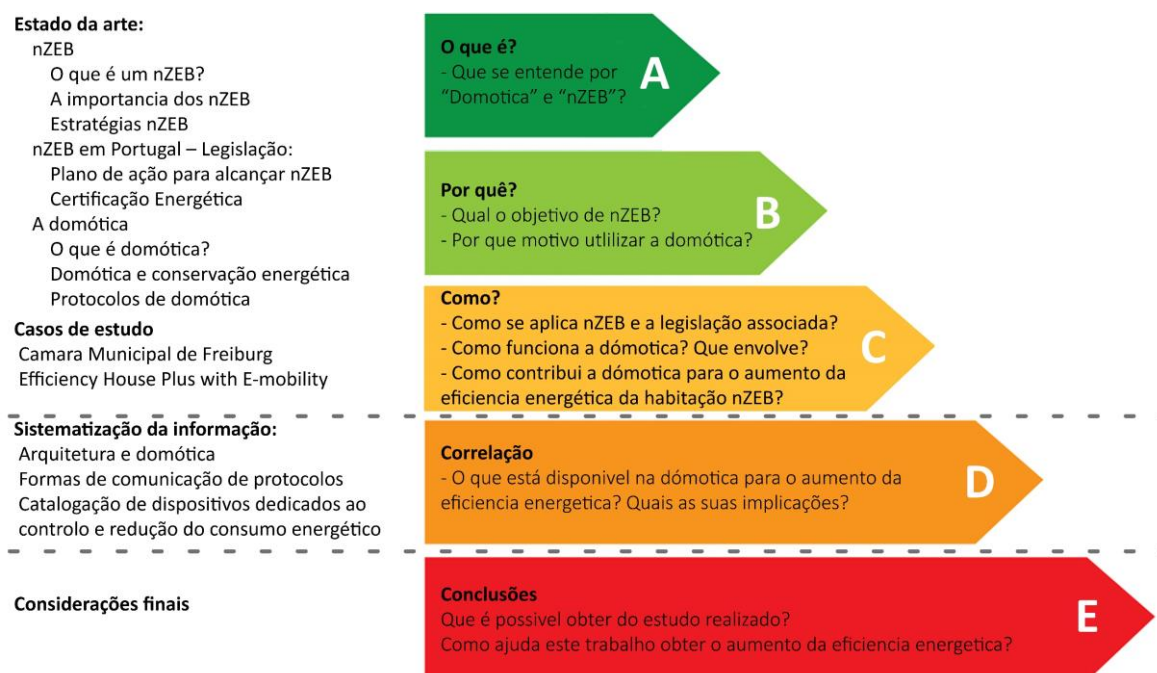 Estado da arte:
nZEB
O que é um nZEB?
A importancia dos nZEB
Estratégias nZEB
nZEB em Portugal – Legislação:
Plano de ação para alcançar nZEB
Certificação Energética
A domótica
O que é domótica?
Domótica e conservação energética
Protocolos de domótica
Casos de estudo
Camara Municipal de Freiburg
Efficiency House Plus with E-mobility
Sistematização da informação:
Arquitetura e domótica
Formas de comunicação de protocolos
Catalogação de dispositivos dedicados ao
controlo e redução do consumo energético
Considerações finais
O que é?
- Que se entende por
“Domotica” e “nZEB”?
A
Por quê?
- Qual o objetivo de nZEB?
- Por que motivo utlilizar a domótica?
B
Como?
- Como se aplica nZEB e a legislação associada?
- Como funciona a dómotica? Que envolve?
- Como contribui a dómotica para o aumento da
eficiencia energética da habitação nZEB?
C
Correlação
- O que está disponivel na dómotica para o aumento da
eficiencia energetica? Quais as suas implicações?
D
Conclusões
Que é possivel obter do estudo realizado?
Como ajuda este trabalho obter o aumento da eficiencia energetica?
E